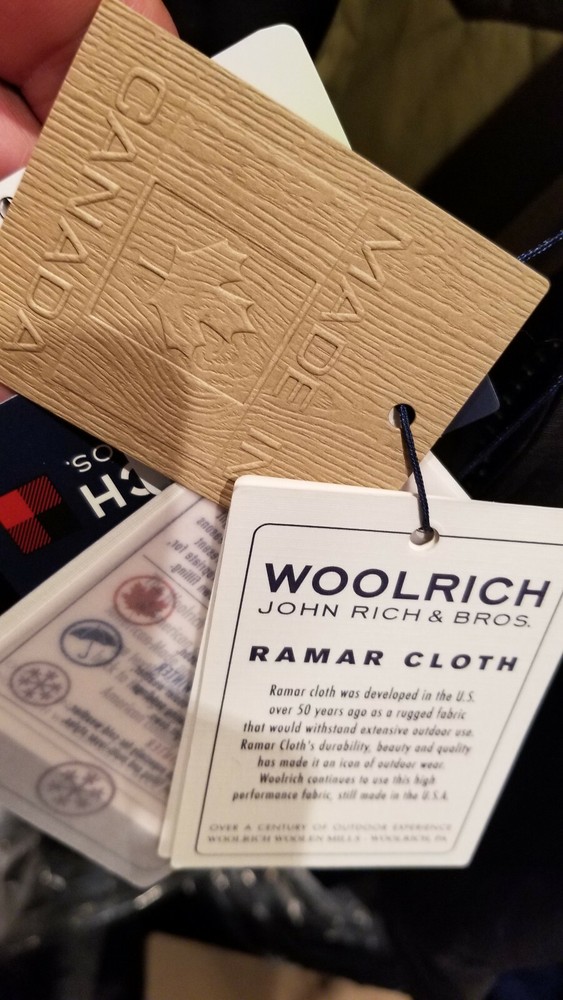 MADE IN
CANADA
CH
OS.
WOOLRICH
JOHN RICH & BROS.
RAMAR CLOTH
Ramar cloth was developed in the U.S.
over 50 years ago as a rugged fabric
that would withstand extensive outdoor use.
Ramar Cloth's durability, beauty and quality
has made it an icon of outdoor wear.
Woolrich continues to use this high
performance fabric, still made in the U.S.A.
OVER A CENTURY OF OUTDOOR EXPERIENCE
WOOLRICH WOOLEN MILLS · WOOLRICH, PA